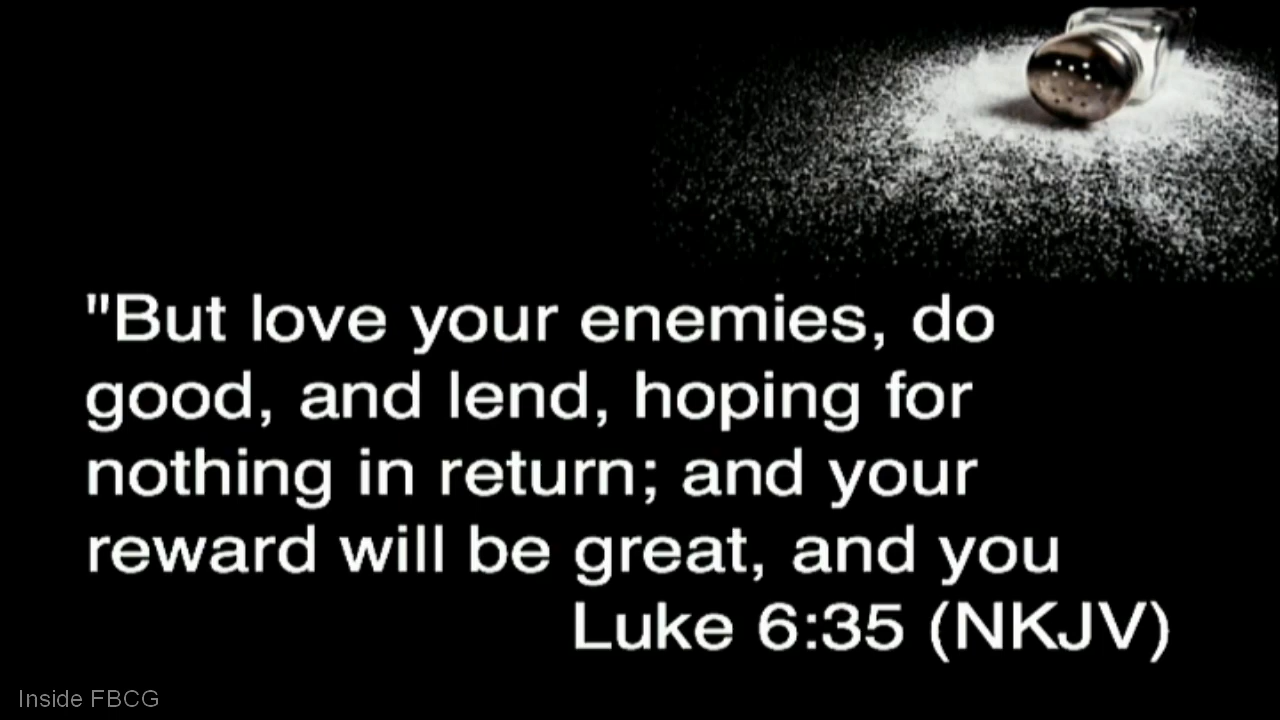 "But love your enemies, do
good, and lend, hoping for
nothing in return; and your
reward will be great, and you
Luke 6:35 (NKJV)
Inside FBCG